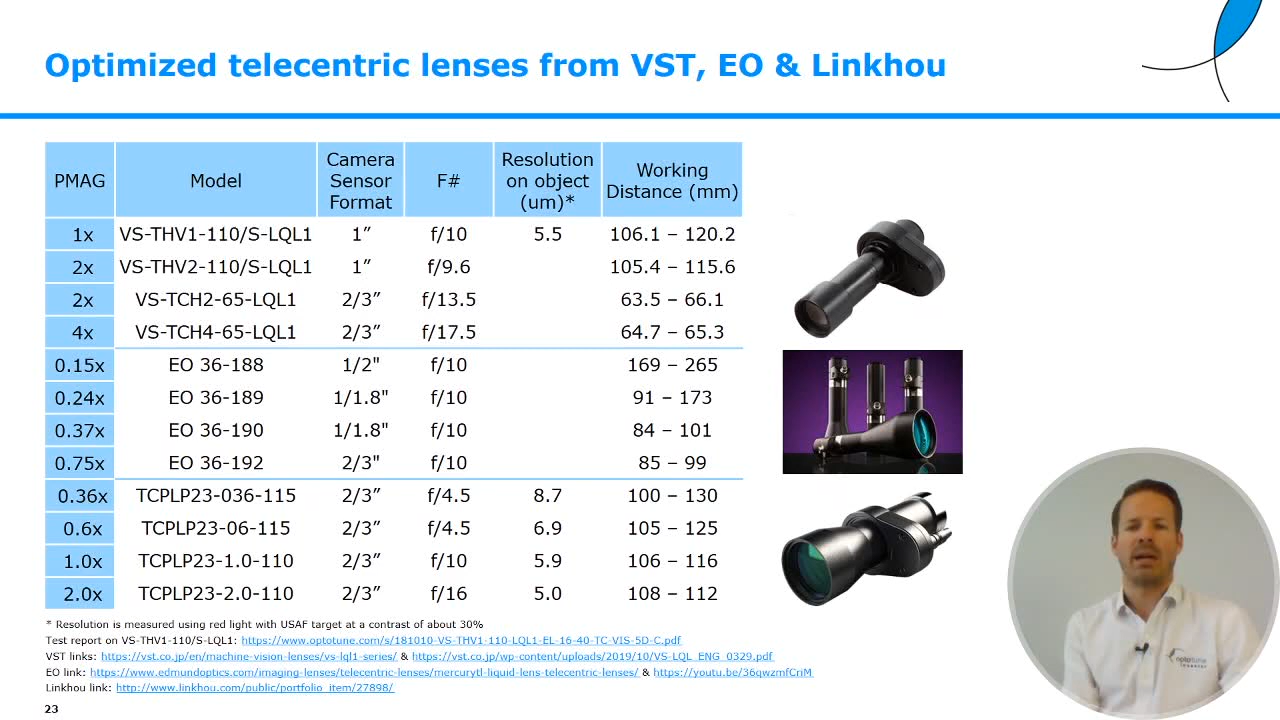 Optimized telecentric lenses from VST, EO & Linkhou
PMAG Model Camera Sensor Format F# Resolution on object (um)* Working Distance (mm)
1x VS-THV1-110/S-LQL1 1” f/10 5.5 106.1 – 120.2
2x VS-THV2-110/S-LQL1 1” f/9.6 105.4 – 115.6
2x VS-TCH2-65-LQL1 2/3” f/13.5 63.5 – 66.1
4x VS-TCH4-65-LQL1 2/3” f/17.5 64.7 – 65.3
0.15x EO 36-188 1/2" f/10 169 – 265
0.24x EO 36-189 1/1.8" f/10 91 – 173
0.37x EO 36-190 1/1.8" f/10 84 – 101
0.75x EO 36-192 2/3" f/10 85 – 99
0.36x TCPLP23-036-115 2/3” f/4.5 8.7 100 – 130
0.6x TCPLP23-06-115 2/3” f/4.5 6.9 105 – 125
1.0x TCPLP23-1.0-110 2/3” f/10 5.9 106 – 116
2.0x TCPLP23-2.0-110 2/3” f/16 5.0 108 – 112
* Resolution is measured using red light with USAF target at a contrast of about 30%
Test report on VS-THV1-110/S-LQL1: https://www.optotune.com/s/181010-VS-THV1-110-LQL1-EL-16-40-TC-VIS-5D-C.pdf
VST links: https://vst.co.jp/en/machine-vision-lenses/vs-lql1-series/ & https://vst.co.jp/wp-content/uploads/2019/10/VS-LQL_ENG_0329.pdf
EO link: https://www.edmundoptics.com/imaging-lenses/telecentric-lenses/mercurytl-liquid-lens-telecentric-lenses/ & https://youtu.be/36qwzmfCriM
Linkhou link: http://www.linkhou.com/public/portfolio_item/27898/
23
optotune